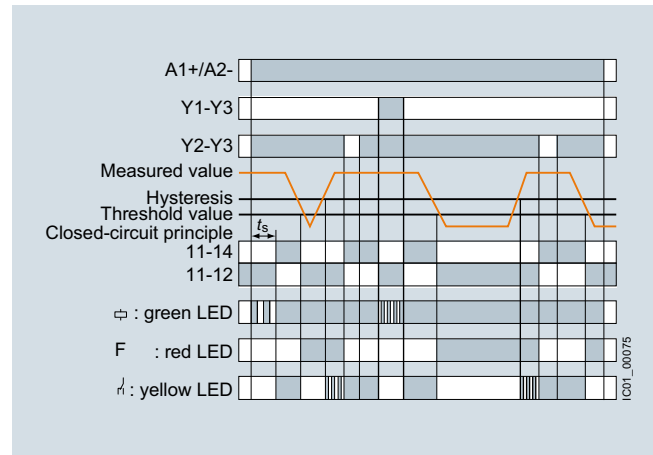 A1+/A2-
Y1-Y3
Y2-Y3
Measured value
Hysteresis
Threshold value
ts
Closed-circuit principle
11-14
11-12
: green LED
F : red LED
: yellow LED
IC01_00075